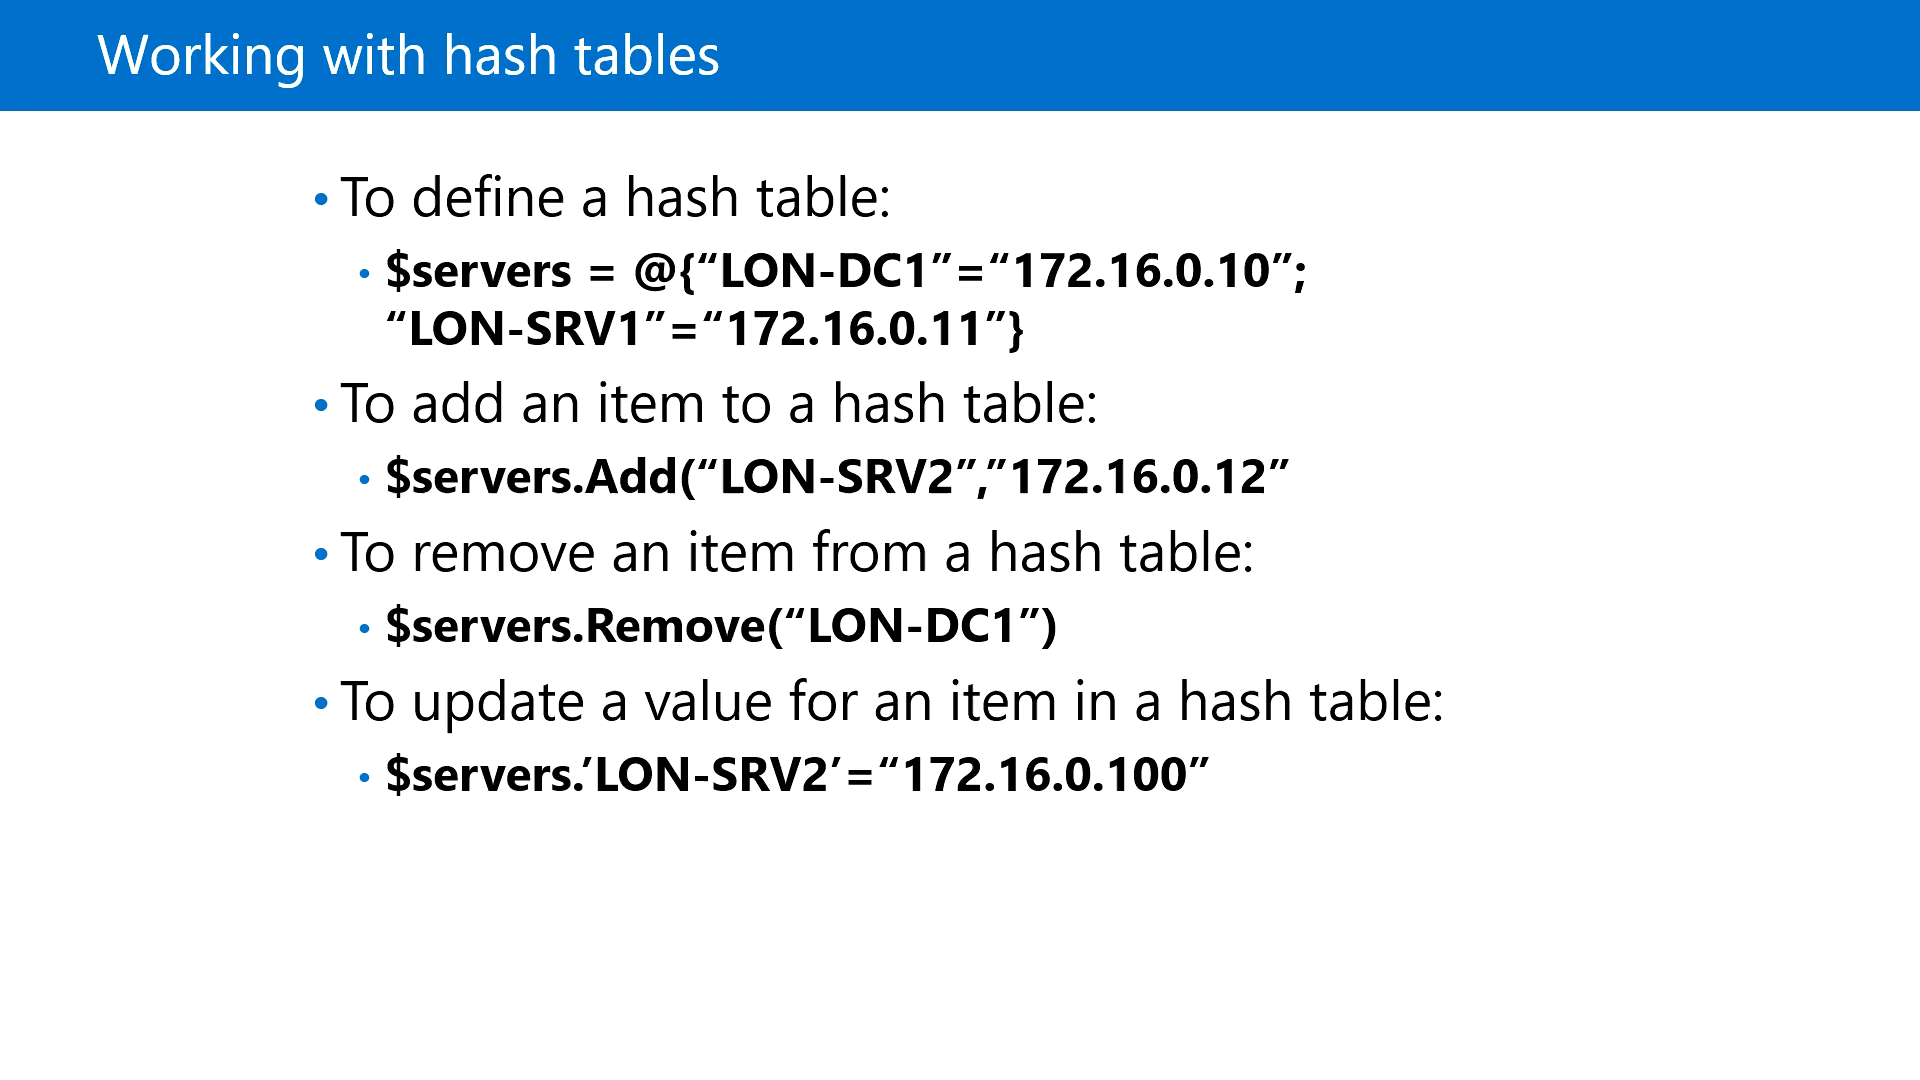 Working with hash tables
• To define a hash table:
• $servers = @{“LON-DC1”=“172.16.0.10”;
“LON-SRV1”=“172.16.0.11”}
• To add an item to a hash table:
• $servers.Add(“LON-SRV2”,”172.16.0.12”
• To remove an item from a hash table:
• $servers.Remove(“LON-DC1”)
• To update a value for an item in a hash table:
• $servers.’LON-SRV2’=“172.16.0.100”